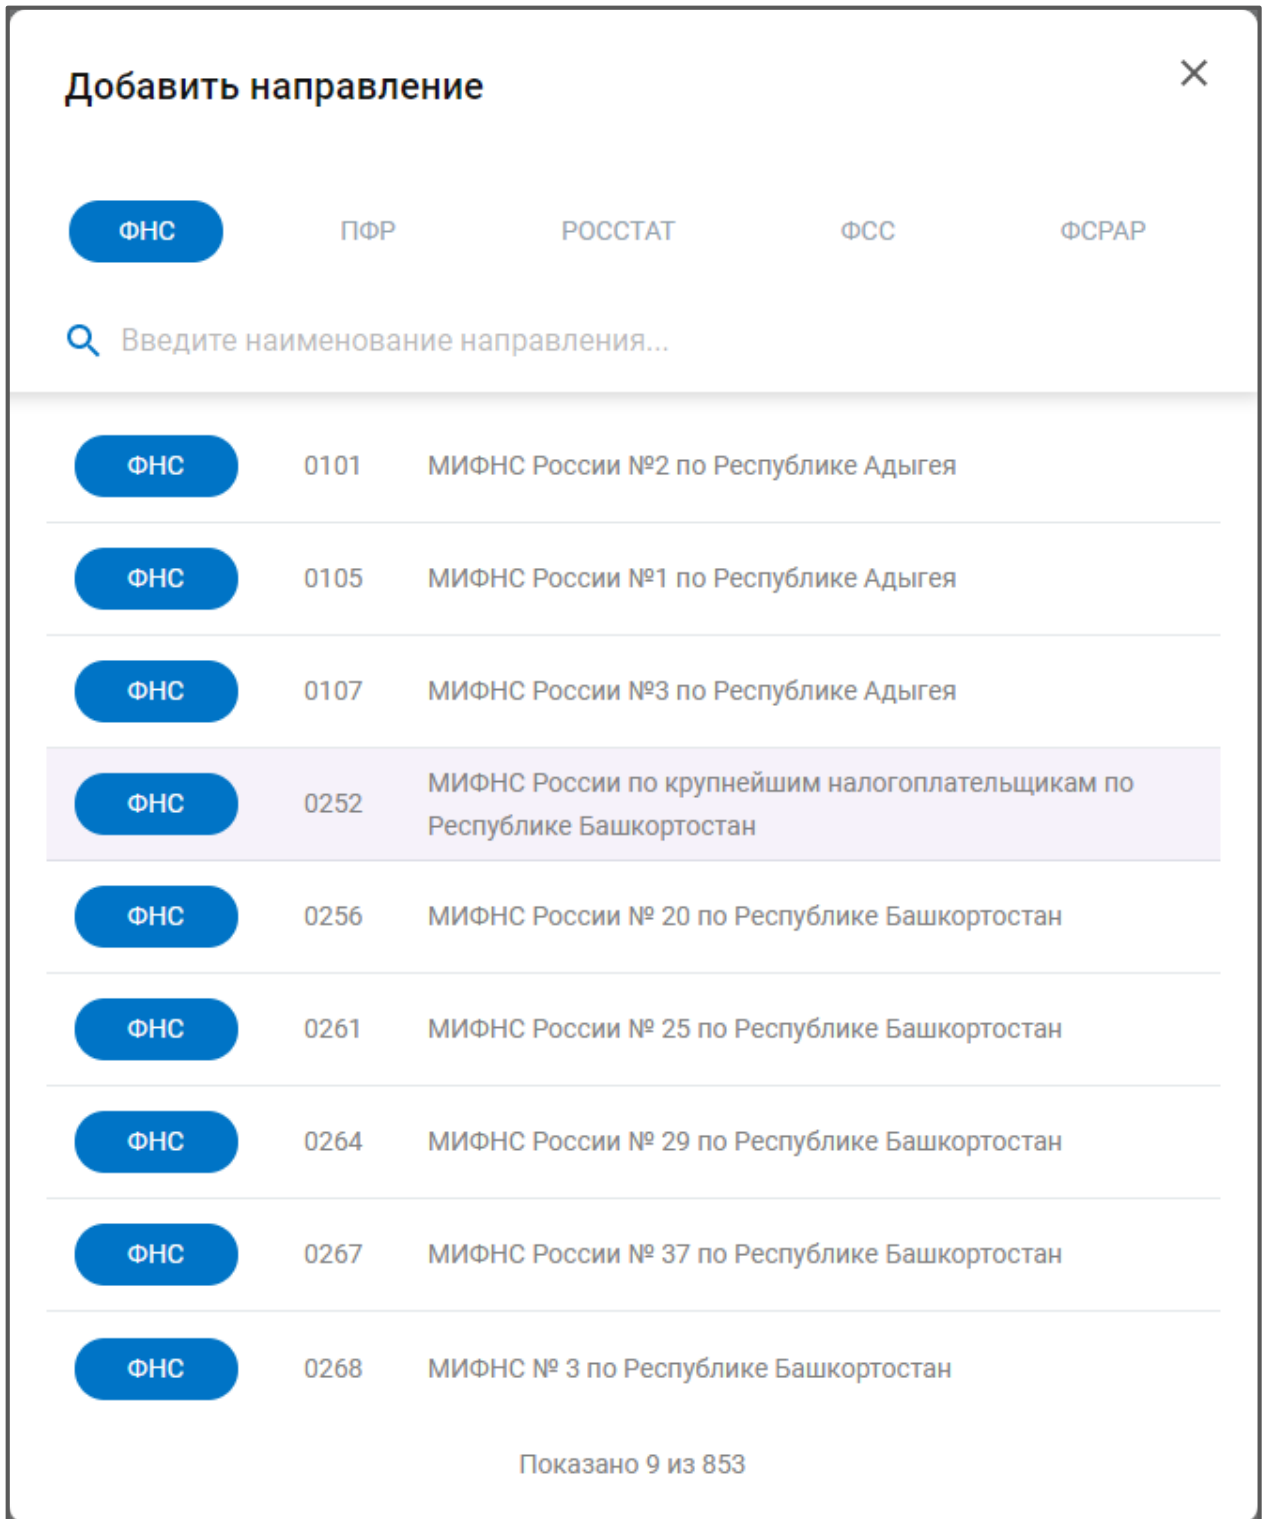 Добавить направление
ФНС ПФР РОССТАТ ФСС ФСРАР
Введите наименование направления...
ФНС 0101 МИФНС России №2 по Республике Адыгея
ФНС 0105 МИФНС России №1 по Республике Адыгея
ФНС 0107 МИФНС России №3 по Республике Адыгея
ФНС 0252 МИФНС России по крупнейшим налогоплательщикам по
Республике Башкортостан
ФНС 0256 МИФНС России № 20 по Республике Башкортостан
ФНС 0261 МИФНС России № 25 по Республике Башкортостан
ФНС 0264 МИФНС России № 29 по Республике Башкортостан
ФНС 0267 МИФНС России № 37 по Республике Башкортостан
ФНС 0268 МИФНС № 3 по Республике Башкортостан
Показано 9 из 853